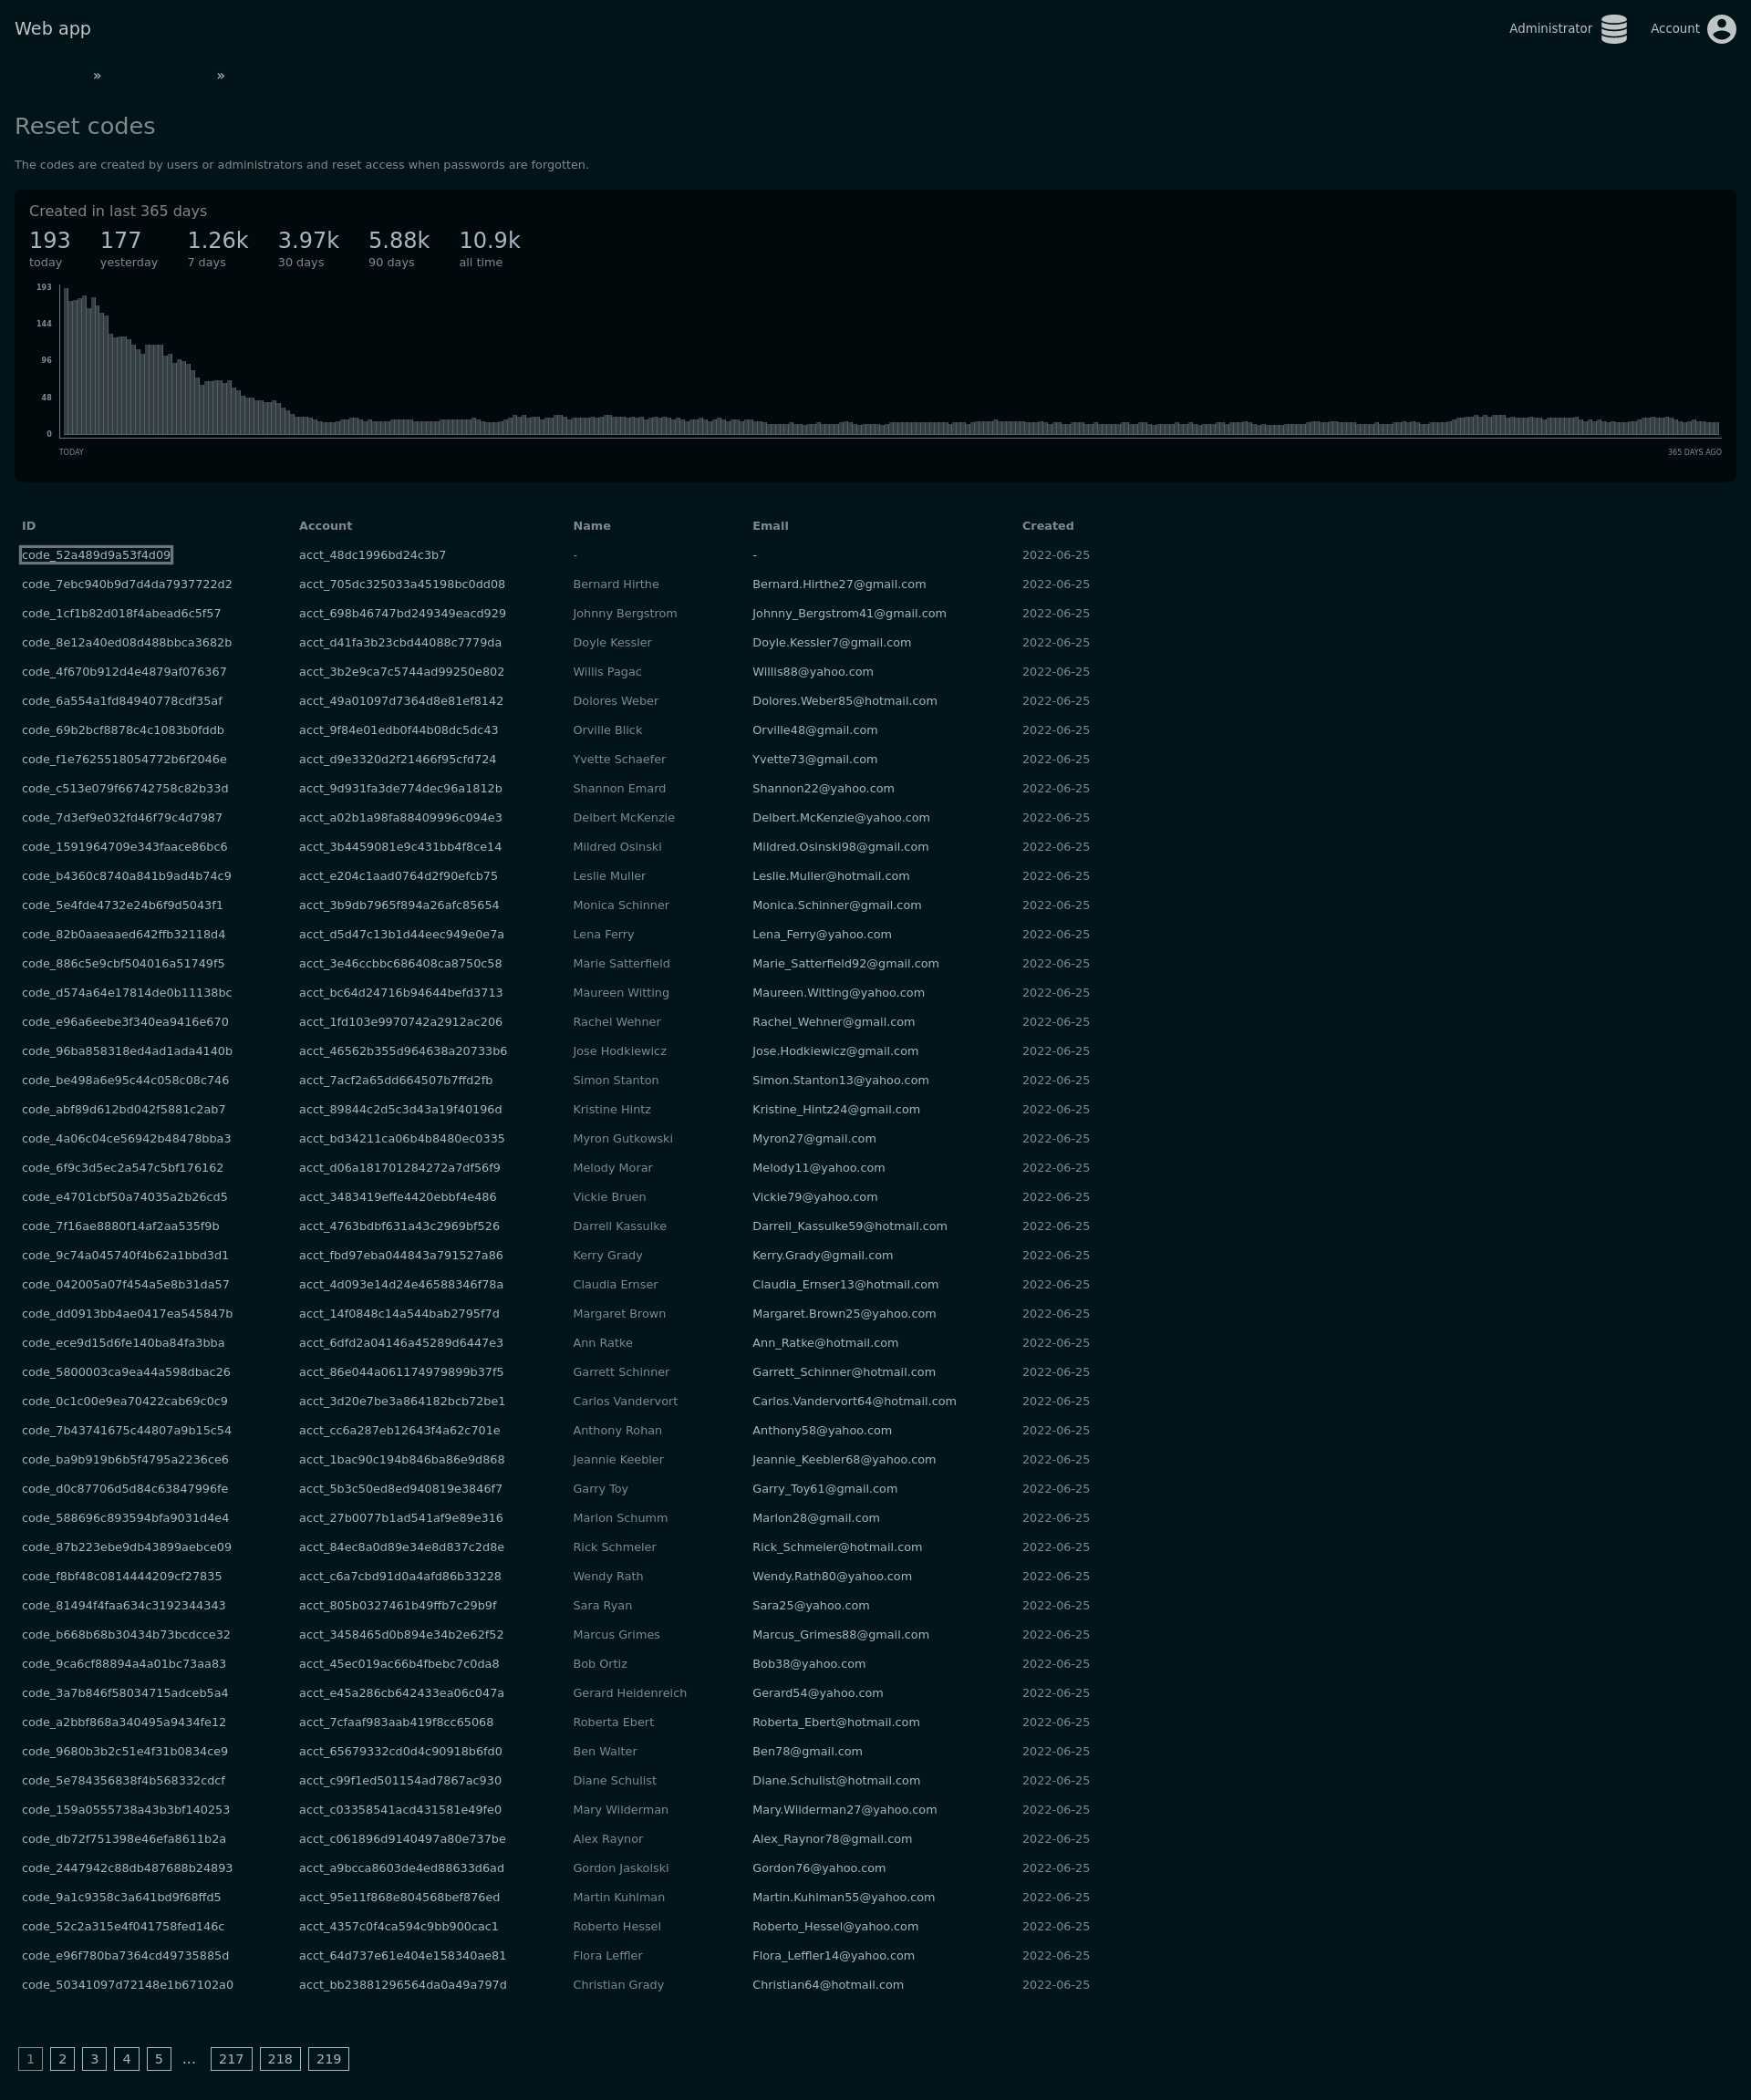 Web app
Administrator
Account
»
»
Reset codes
The codes are created by users or administrators and reset access when passwords are forgotten.
Created in last 365 days
193 177 1.26k 3.97k 5.88k 10.9k
today yesterday 7 days 30 days 90 days all time
193
144
96
48
0
TODAY 365 DAYS AGO
ID Account Name Email Created
code_52a489d9a53f4d09 acct_48dc1996bd24c3b7 - - 2022-06-25
code_7ebc940b9d7d4da7937722d2 acct_705dc325033a45198bc0dd08 Bernard Hirthe Bernard.Hirthe27@gmail.com 2022-06-25
code_1cf1b82d018f4abead6c5f57 acct_698b46747bd249349eacd929 Johnny Bergstrom Johnny_Bergstrom41@gmail.com 2022-06-25
code_8e12a40ed08d488bbca3682b acct_d41fa3b23cbd44088c7779da Doyle Kessler Doyle.Kessler7@gmail.com 2022-06-25
code_4f670b912d4e4879af076367 acct_3b2e9ca7c5744ad99250e802 Willis Pagac Willis88@yahoo.com 2022-06-25
code_6a554a1fd84940778cdf35af acct_49a01097d7364d8e81ef8142 Dolores Weber Dolores.Weber85@hotmail.com 2022-06-25
code_69b2bcf8878c4c1083b0fddb acct_9f84e01edb0f44b08dc5dc43 Orville Blick Orville48@gmail.com 2022-06-25
code_f1e7625518054772b6f2046e acct_d9e3320d2f21466f95cfd724 Yvette Schaefer Yvette73@gmail.com 2022-06-25
code_c513e079f66742758c82b33d acct_9d931fa3de774dec96a1812b Shannon Emard Shannon22@yahoo.com 2022-06-25
code_7d3ef9e032fd46f79c4d7987 acct_a02b1a98fa88409996c094e3 Delbert McKenzie Delbert.McKenzie@yahoo.com 2022-06-25
code_1591964709e343faace86bc6 acct_3b4459081e9c431bb4f8ce14 Mildred Osinski Mildred.Osinski98@gmail.com 2022-06-25
code_b4360c8740a841b9ad4b74c9 acct_e204c1aad0764d2f90efcb75 Leslie Muller Leslie.Muller@hotmail.com 2022-06-25
code_5e4fde4732e24b6f9d5043f1 acct_3b9db7965f894a26afc85654 Monica Schinner Monica.Schinner@gmail.com 2022-06-25
code_82b0aaeaaed642ffb32118d4 acct_d5d47c13b1d44eec949e0e7a Lena Ferry Lena_Ferry@yahoo.com 2022-06-25
code_886c5e9cbf504016a51749f5 acct_3e46ccbbc686408ca8750c58 Marie Satterfield Marie_Satterfield92@gmail.com 2022-06-25
code_d574a64e17814de0b11138bc acct_bc64d24716b94644befd3713 Maureen Witting Maureen.Witting@yahoo.com 2022-06-25
code_e96a6eebe3f340ea9416e670 acct_1fd103e9970742a2912ac206 Rachel Wehner Rachel_Wehner@gmail.com 2022-06-25
code_96ba858318ed4ad1ada4140b acct_46562b355d964638a20733b6 Jose Hodkiewicz Jose.Hodkiewicz@gmail.com 2022-06-25
code_be498a6e95c44c058c08c746 acct_7acf2a65dd664507b7ffd2fb Simon Stanton Simon.Stanton13@yahoo.com 2022-06-25
code_abf89d612bd042f5881c2ab7 acct_89844c2d5c3d43a19f40196d Kristine Hintz Kristine_Hintz24@gmail.com 2022-06-25
code_4a06c04ce56942b48478bba3 acct_bd34211ca06b4b8480ec0335 Myron Gutkowski Myron27@gmail.com 2022-06-25
code_6f9c3d5ec2a547c5bf176162 acct_d06a181701284272a7df56f9 Melody Morar Melody11@yahoo.com 2022-06-25
code_e4701cbf50a74035a2b26cd5 acct_3483419effe4420ebbf4e486 Vickie Bruen Vickie79@yahoo.com 2022-06-25
code_7f16ae8880f14af2aa535f9b acct_4763bdbf631a43c2969bf526 Darrell Kassulke Darrell_Kassulke59@hotmail.com 2022-06-25
code_9c74a045740f4b62a1bbd3d1 acct_fbd97eba044843a791527a86 Kerry Grady Kerry.Grady@gmail.com 2022-06-25
code_042005a07f454a5e8b31da57 acct_4d093e14d24e46588346f78a Claudia Ernser Claudia_Ernser13@hotmail.com 2022-06-25
code_dd0913bb4ae0417ea545847b acct_14f0848c14a544bab2795f7d Margaret Brown Margaret.Brown25@yahoo.com 2022-06-25
code_ece9d15d6fe140ba84fa3bba acct_6dfd2a04146a45289d6447e3 Ann Ratke Ann_Ratke@hotmail.com 2022-06-25
code_5800003ca9ea44a598dbac26 acct_86e044a061174979899b37f5 Garrett Schinner Garrett_Schinner@hotmail.com 2022-06-25
code_0c1c00e9ea70422cab69c0c9 acct_3d20e7be3a864182bcb72be1 Carlos Vandervort Carlos.Vandervort64@hotmail.com 2022-06-25
code_7b43741675c44807a9b15c54 acct_cc6a287eb12643f4a62c701e Anthony Rohan Anthony58@yahoo.com 2022-06-25
code_ba9b919b6b5f4795a2236ce6 acct_1bac90c194b846ba86e9d868 Jeannie Keebler Jeannie_Keebler68@yahoo.com 2022-06-25
code_d0c87706d5d84c63847996fe acct_5b3c50ed8ed940819e3846f7 Garry Toy Garry_Toy61@gmail.com 2022-06-25
code_588696c893594bfa9031d4e4 acct_27b0077b1ad541af9e89e316 Marlon Schumm Marlon28@gmail.com 2022-06-25
code_87b223ebe9db43899aebce09 acct_84ec8a0d89e34e8d837c2d8e Rick Schmeler Rick_Schmeler@hotmail.com 2022-06-25
code_f8bf48c0814444209cf27835 acct_c6a7cbd91d0a4afd86b33228 Wendy Rath Wendy.Rath80@yahoo.com 2022-06-25
code_81494f4faa634c3192344343 acct_805b0327461b49ffb7c29b9f Sara Ryan Sara25@yahoo.com 2022-06-25
code_b668b68b30434b73bcdcce32 acct_3458465d0b894e34b2e62f52 Marcus Grimes Marcus_Grimes88@gmail.com 2022-06-25
code_9ca6cf88894a4a01bc73aa83 acct_45ec019ac66b4fbebc7c0da8 Bob Ortiz Bob38@yahoo.com 2022-06-25
code_3a7b846f58034715adceb5a4 acct_e45a286cb642433ea06c047a Gerard Heidenreich Gerard54@yahoo.com 2022-06-25
code_a2bbf868a340495a9434fe12 acct_7cfaaf983aab419f8cc65068 Roberta Ebert Roberta_Ebert@hotmail.com 2022-06-25
code_9680b3b2c51e4f31b0834ce9 acct_65679332cd0d4c90918b6fd0 Ben Walter Ben78@gmail.com 2022-06-25
code_5e784356838f4b568332cdcf acct_c99f1ed501154ad7867ac930 Diane Schulist Diane.Schulist@hotmail.com 2022-06-25
code_159a0555738a43b3bf140253 acct_c03358541acd431581e49fe0 Mary Wilderman Mary.Wilderman27@yahoo.com 2022-06-25
code_db72f751398e46efa8611b2a acct_c061896d9140497a80e737be Alex Raynor Alex_Raynor78@gmail.com 2022-06-25
code_2447942c88db487688b24893 acct_a9bcca8603de4ed88633d6ad Gordon Jaskolski Gordon76@yahoo.com 2022-06-25
code_9a1c9358c3a641bd9f68ffd5 acct_95e11f868e804568bef876ed Martin Kuhlman Martin.Kuhlman55@yahoo.com 2022-06-25
code_52c2a315e4f041758fed146c acct_4357c0f4ca594c9bb900cac1 Roberto Hessel Roberto_Hessel@yahoo.com 2022-06-25
code_e96f780ba7364cd49735885d acct_64d737e61e404e158340ae81 Flora Leffler Flora_Leffler14@yahoo.com 2022-06-25
code_50341097d72148e1b67102a0 acct_bb23881296564da0a49a797d Christian Grady Christian64@hotmail.com 2022-06-25
1 2 3 4 5 … 217 218 219